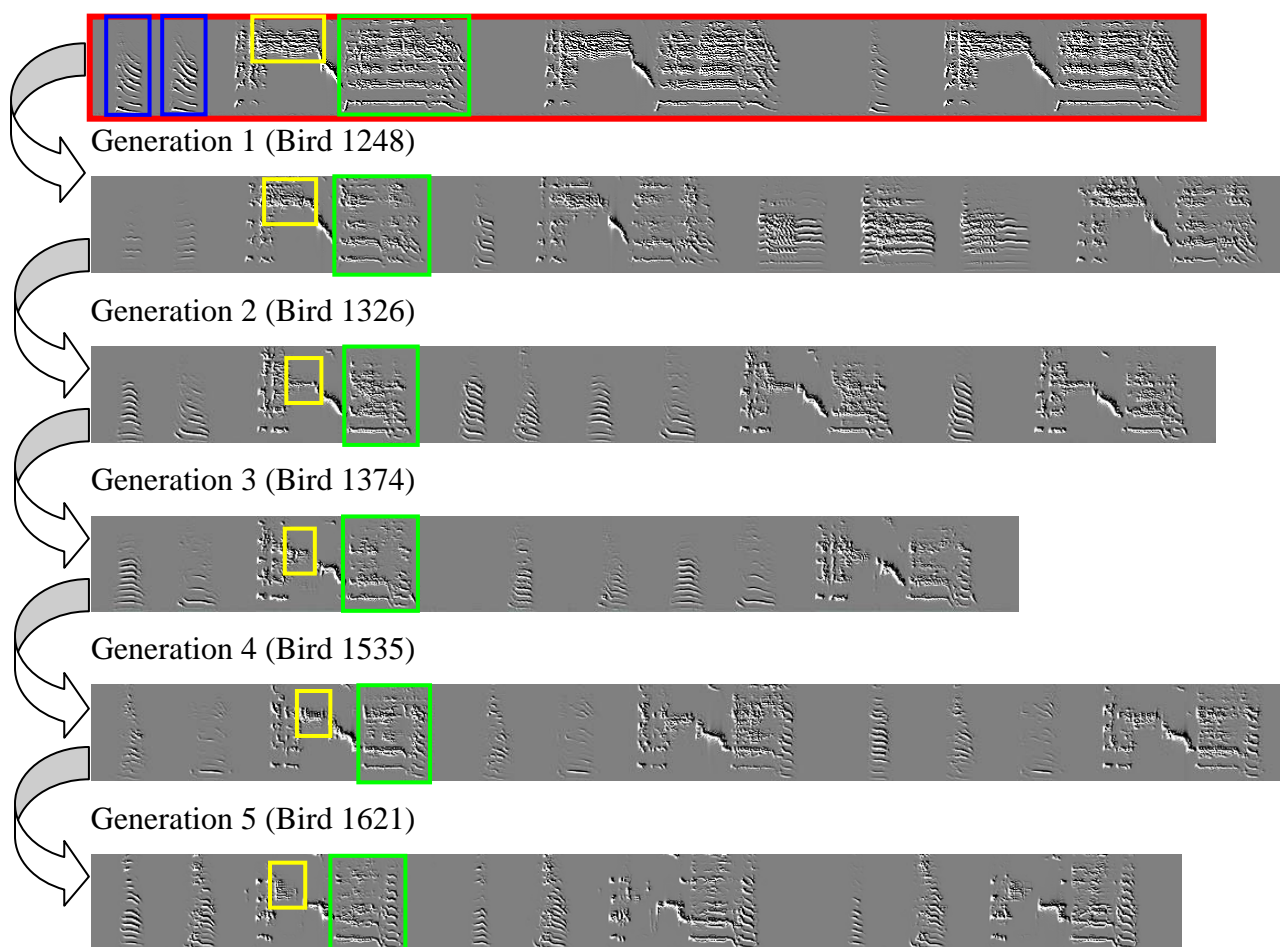 Generation 1 (Bird 1248)
Generation 2 (Bird 1326)
Generation 3 (Bird 1374)
Generation 4 (Bird 1535)
Generation 5 (Bird 1621)